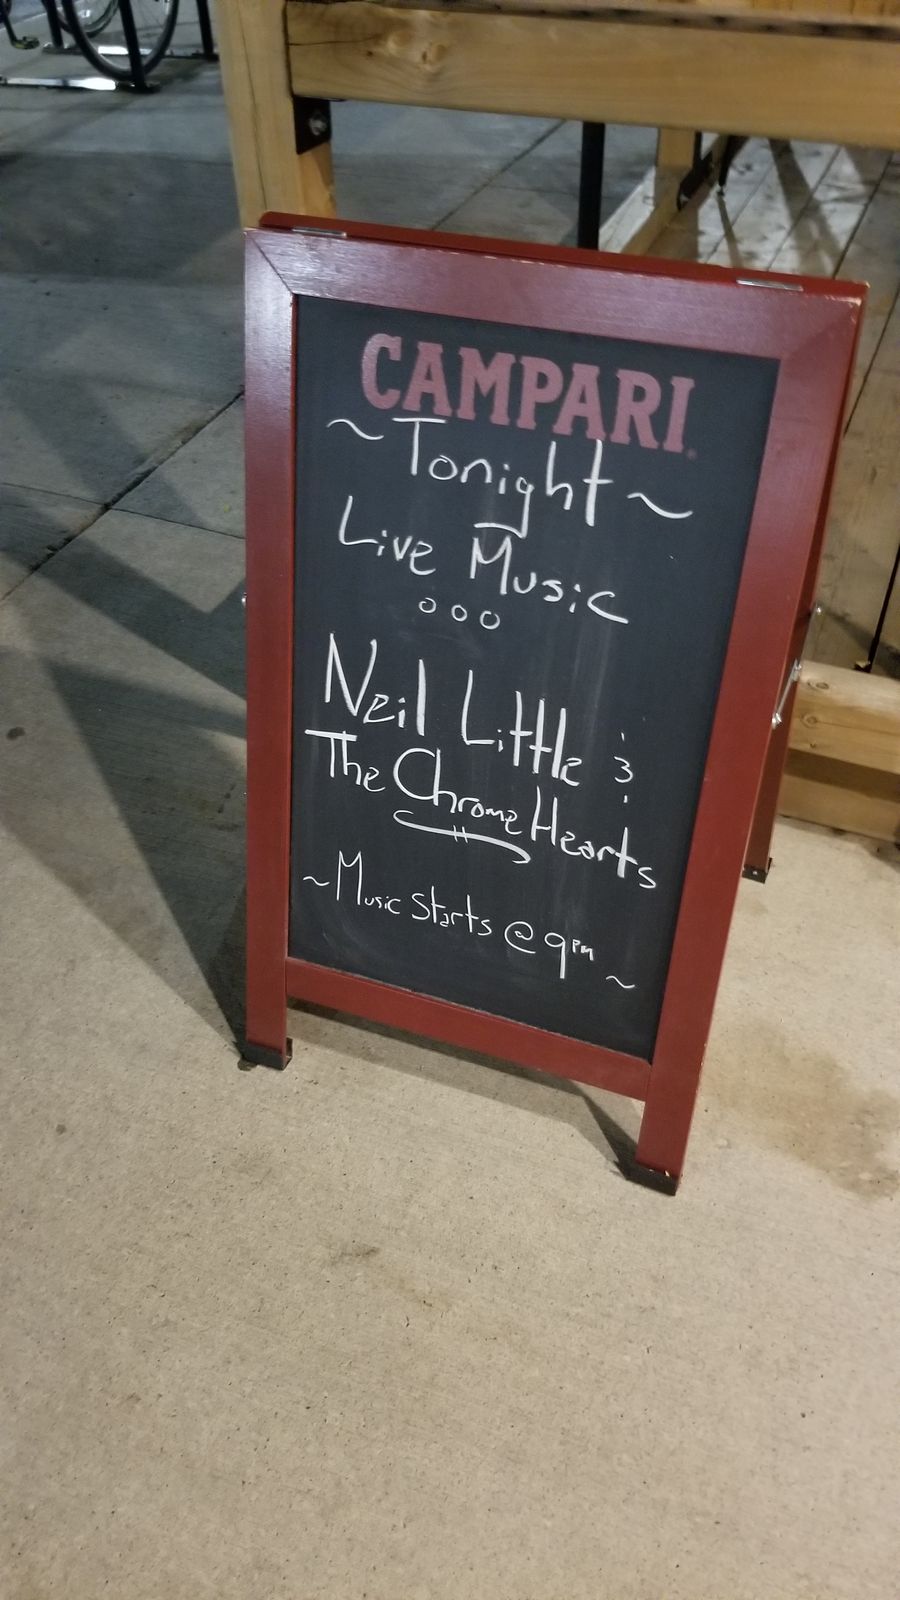 CAMPARI
~Tonight~
Live Music
Neil Little &
The Chrome Hearts
~Music Starts @ 9pm~